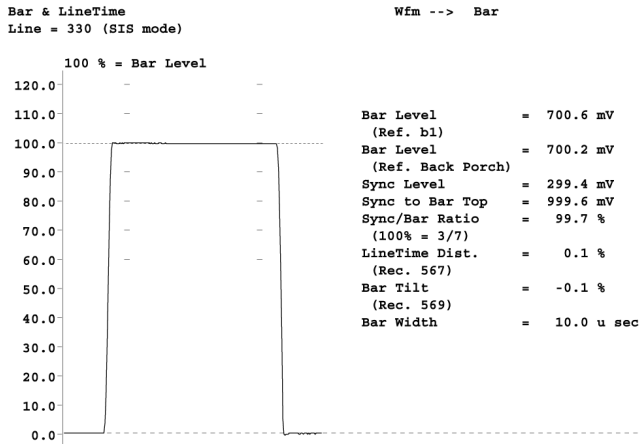 Bar & LineTime
Wfm --> Bar
Line = 330 (SIS mode)
100 % = Bar Level
120.0
110.0
100.0
90.0
80.0
70.0
60.0
50.0
40.0
30.0
20.0
10.0
0.0
Bar Level = 700.6 mV
(Ref. b1)
Bar Level = 700.2 mV
(Ref. Back Porch)
Sync Level = 299.4 mV
Sync to Bar Top = 999.6 mV
Sync/Bar Ratio = 99.7 %
(100% = 3/7)
LineTime Dist. = 0.1 %
(Rec. 567)
Bar Tilt = -0.1 %
(Rec. 569)
Bar Width = 10.0 u sec